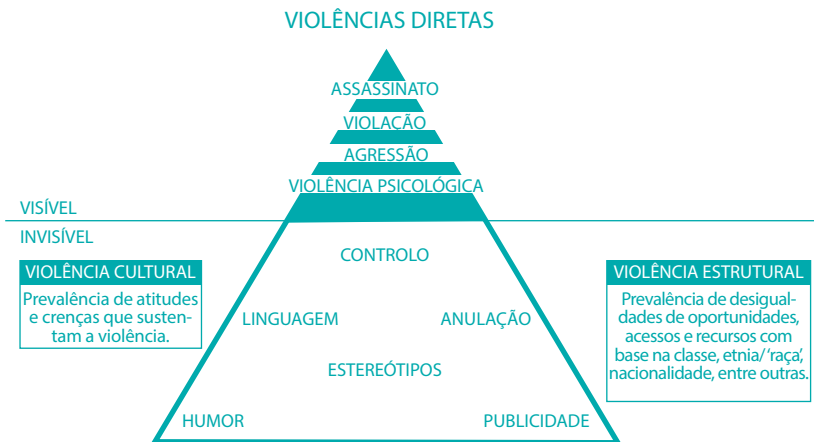 VIOLÊNCIAS DIRETAS
ASSASSINATO
VIOLAÇÃO
AGRESSÃO
VIOLÊNCIA PSICOLÓGICA
VISÍVEL
INVISÍVEL
CONTROLO
VIOLÊNCIA CULTURAL
Prevalência de atitudes
e crenças que susten-
tam a violência.
VIOLÊNCIA ESTRUTURAL
Prevalência de desigual-
dades de oportunidades,
acessos e recursos com
base na classe, etnia/‘raça’,
nacionalidade, entre outras.
LINGUAGEM
ANULAÇÃO
ESTEREÓTIPOS
HUMOR
PUBLICIDADE